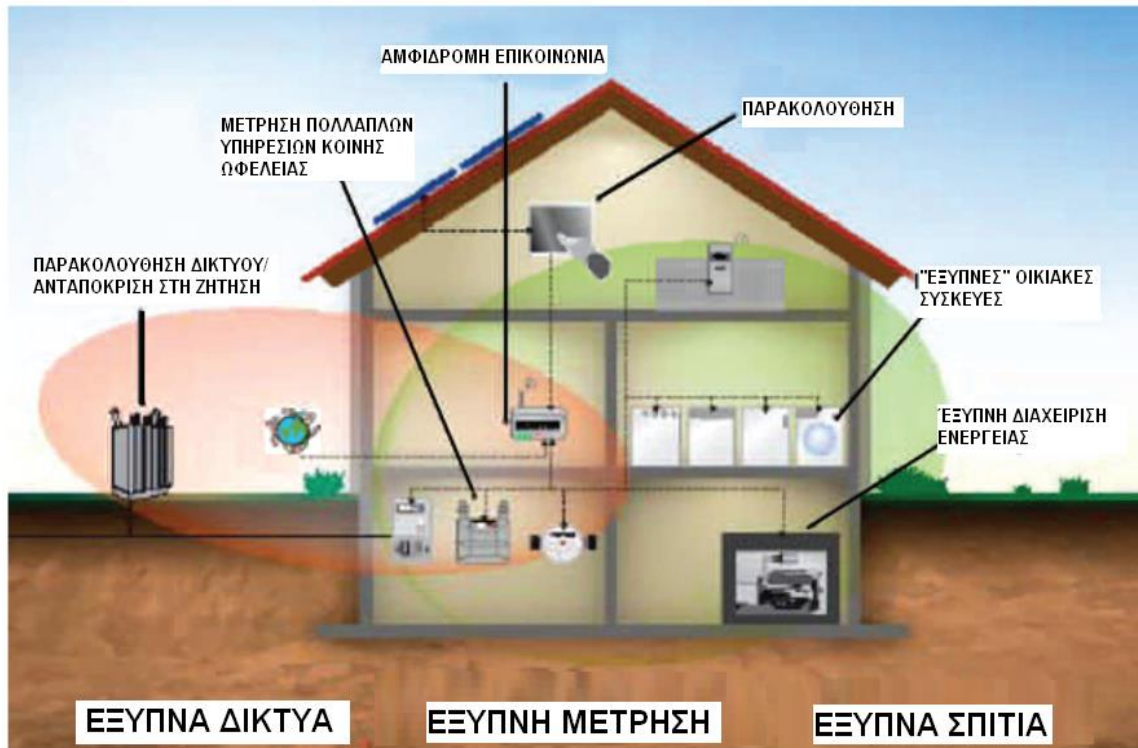 ΑΜΦΙΔΡΟΜΗ ΕΠΙΚΟΙΝΩΝΙΑ
ΠΑΡΑΚΟΛΟΥΘΗΣΗ
ΜΕΤΡΗΣΗ ΠΟΛΛΑΠΛΩΝ
ΥΠΗΡΕΣΙΩΝ ΚΟΙΝΗΣ
ΩΦΕΛΕΙΑΣ
ΠΑΡΑΚΟΛΟΥΘΗΣΗ ΔΙΚΤΥΟΥ/
ΑΝΤΑΠΟΚΡΙΣΗ ΣΤΗ ΖΗΤΗΣΗ
"ΕΞΥΠΝΕΣ" ΟΙΚΙΑΚΕΣ
ΣΥΣΚΕΥΕΣ
ΈΞΥΠΝΗ ΔΙΑΧΕΙΡΙΣΗ
ΕΝΕΡΓΕΙΑΣ
ΕΞΥΠΝΑ ΔΙΚΤΥΑ
ΕΞΥΠΝΗ ΜΕΤΡΗΣΗ
ΕΞΥΠΝΑ ΣΠΙΤΙΑ